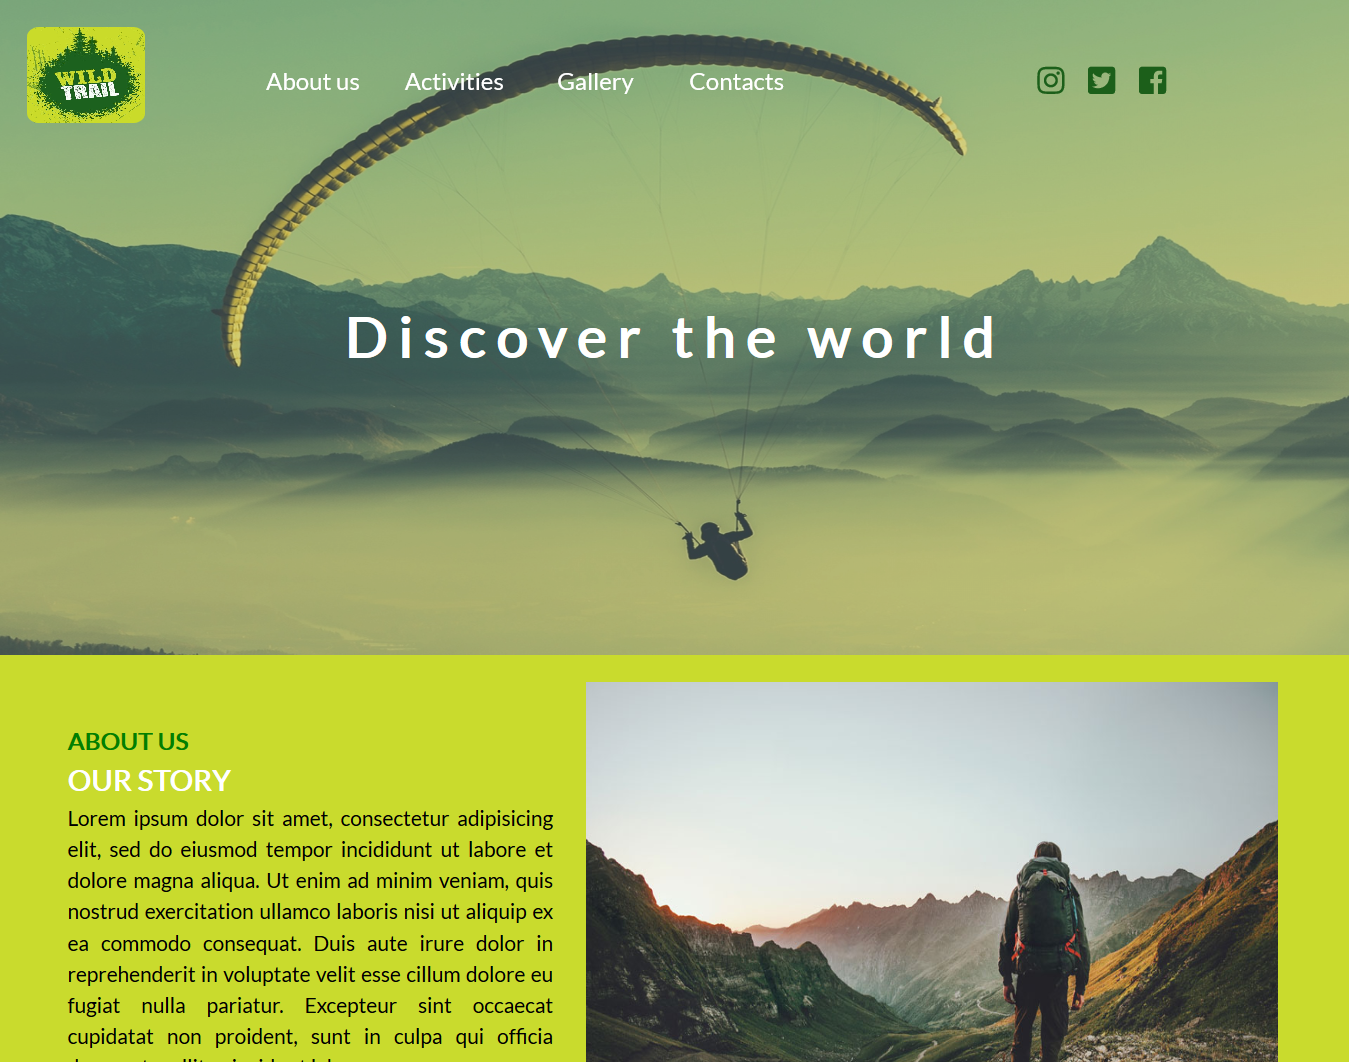 WILD
TRAIL
About us
Activities
Gallery
Contacts
Discover the world
ABOUT US
OUR STORY
Lorem ipsum dolor sit amet, consectetur adipisicing
elit, sed do eiusmod tempor incididunt ut labore et
dolore magna aliqua. Ut enim ad minim veniam, quis
nostrud exercitation ullamco laboris nisi ut aliquip ex
ea commodo consequat. Duis aute irure dolor in
reprehenderit in voluptate velit esse cillum dolore eu
fugiat nulla pariatur. Excepteur sint occaecat
cupidatat non proident, sunt in culpa qui officia